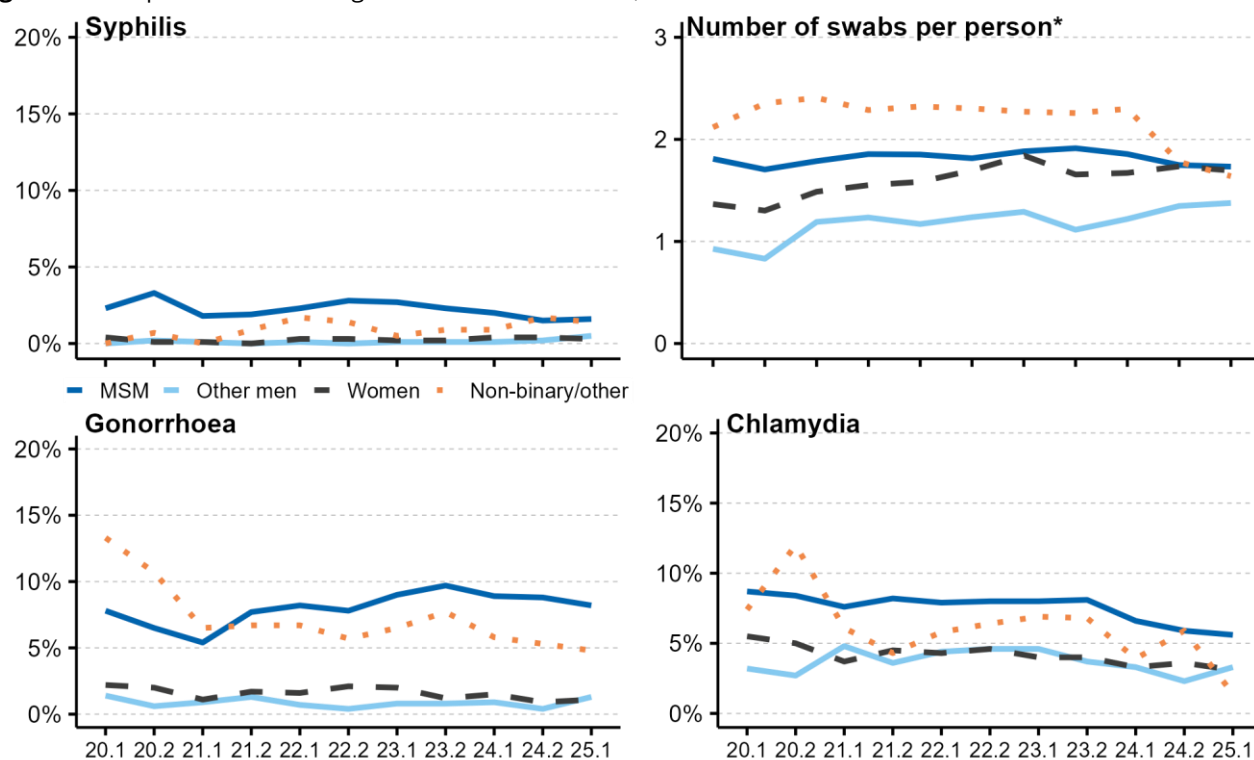 Syphilis
20%
15%
10%
5%
0%
Number of swabs per person*
3
2
1
0
MSM Other men Women Non-binary/other
Gonorrhoea
20%
15%
10%
5%
0%
20.1 20.2 21.1 21.2 22.1 22.2 23.1 23.2 24.1 24.2 25.1
Chlamydia
20%
15%
10%
5%
0%
20.1 20.2 21.1 21.2 22.1 22.2 23.1 23.2 24.1 24.2 25.1